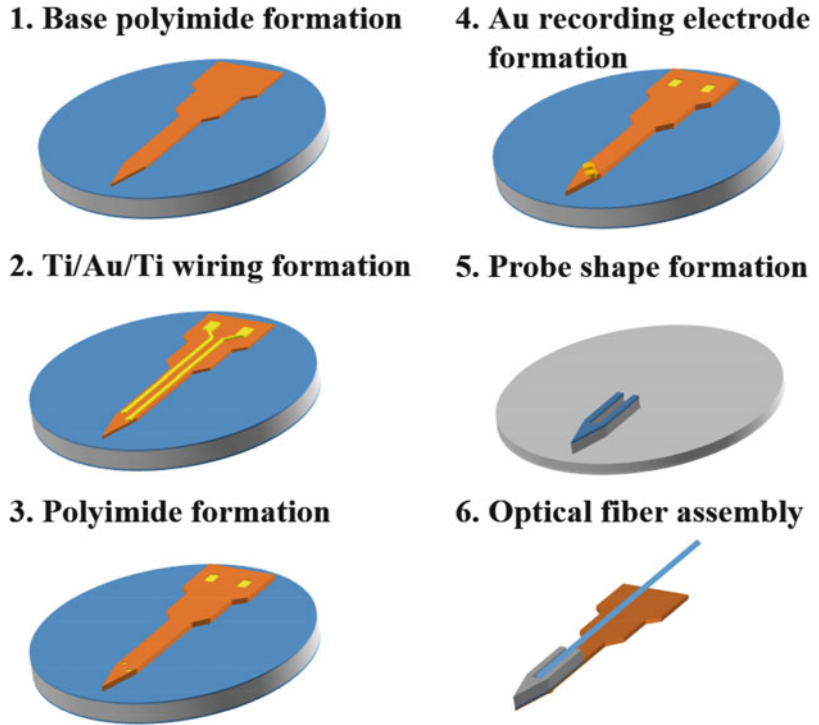 1. Base polyimide formation
2. Ti/Au/Ti wiring formation
3. Polyimide formation
4. Au recording electrode
formation
5. Probe shape formation
6. Optical fiber assembly